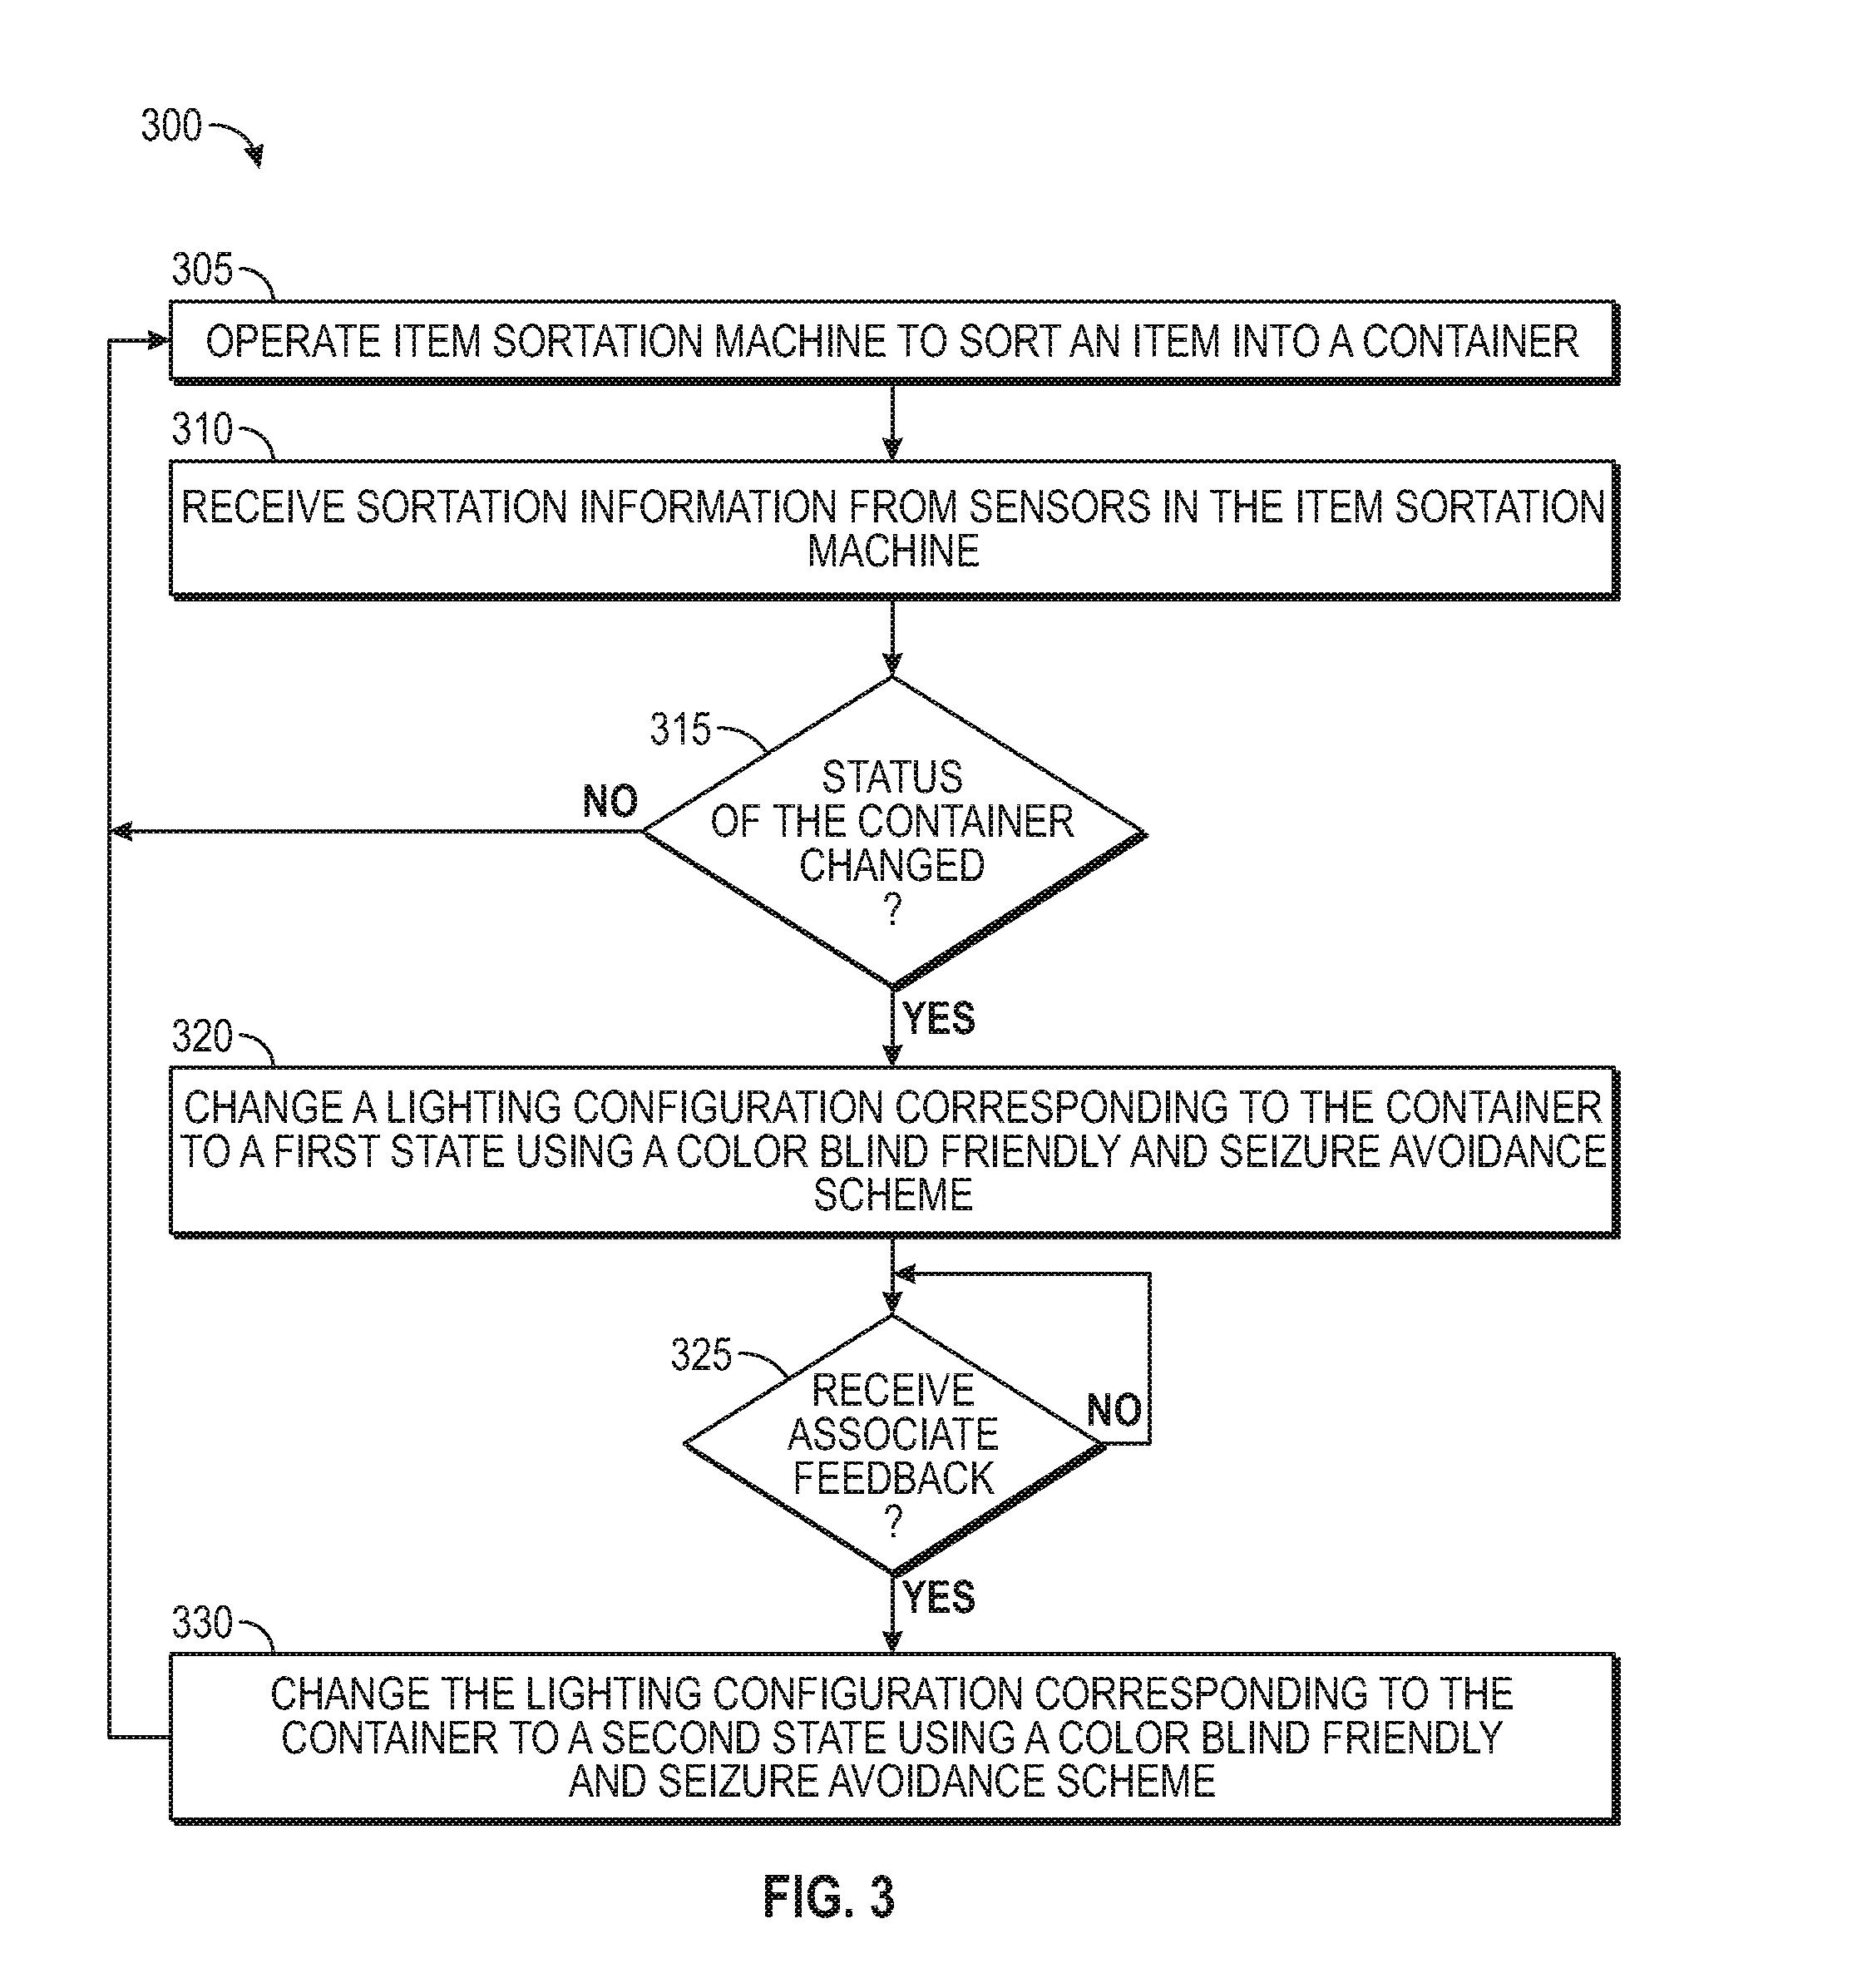 300
305
OPERATE ITEM SORTATION MACHINE TO SORT AN ITEM INTO A CONTAINER
310
RECEIVE SORTATION INFORMATION FROM SENSORS IN THE ITEM SORTATION
MACHINE
315
STATUS
OF THE CONTAINER
CHANGED
?
NO
YES
320
CHANGE A LIGHTING CONFIGURATION CORRESPONDING TO THE CONTAINER
TO A FIRST STATE USING A COLOR BLIND FRIENDLY AND SEIZURE AVOIDANCE
SCHEME
325
RECEIVE
ASSOCIATE
FEEDBACK
?
NO
YES
330
CHANGE THE LIGHTING CONFIGURATION CORRESPONDING TO THE
CONTAINER TO A SECOND STATE USING A COLOR BLIND FRIENDLY
AND SEIZURE AVOIDANCE SCHEME
FIG. 3